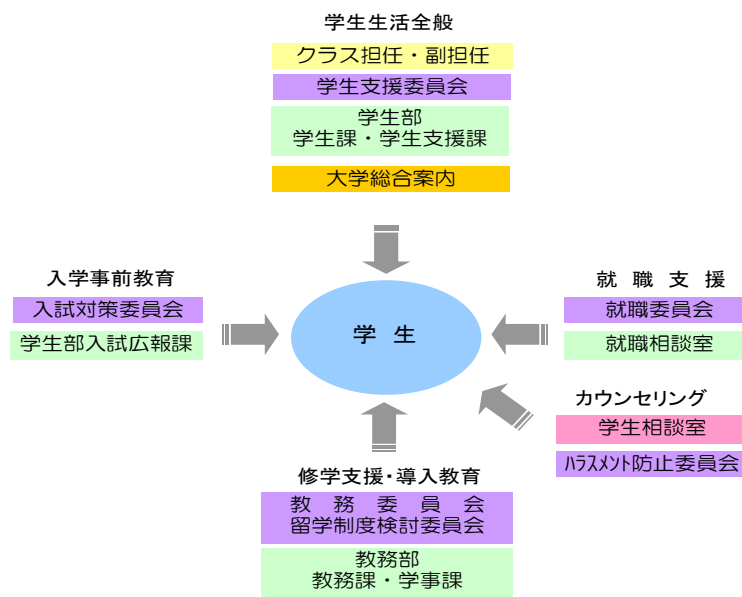 学生生活全般
クラス担任・副担任
学生支援委員会
学生部
学生課・学生支援課
大学総合案内
入学事前教育
入試対策委員会
学生部入試広報課
学 生
就 職 支 援
就職委員会
就職相談室
カウンセリング
学生相談室
ﾊﾗｽﾒﾝﾄ防止委員会
修学支援・導入教育
教 務 委 員 会
留学制度検討委員会
教務部
教務課・学事課